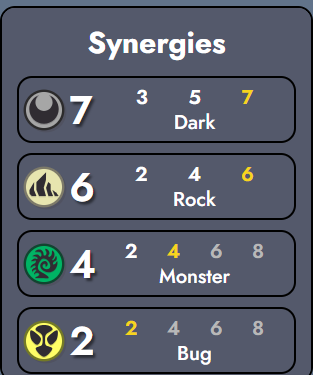 Synergies
7 3 5 7
Dark
6 2 4 6
Rock
4 2 4 6 8
Monster
2 2 4 6 8
Bug